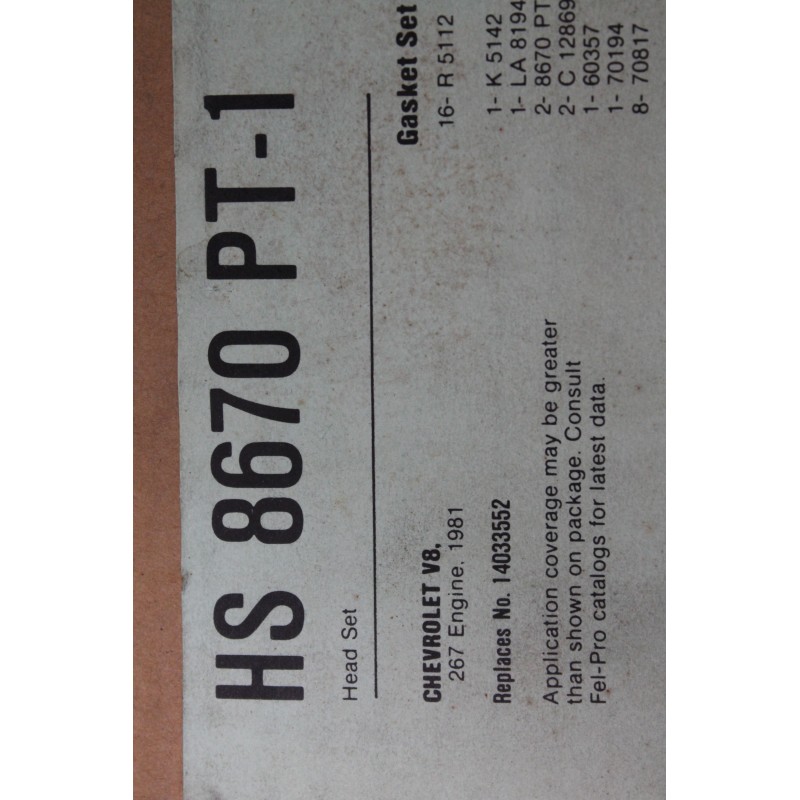 HS 8670 PT-1
Head Set
CHEVROLET V8,
267 Engine, 1981
Replaces No. 14033552
Application coverage may be greater
than shown on package. Consult
Fel-Pro catalogs for latest data.
Gasket Set
16- R 5112
1- K 5142
1- LA 8194
2- 8670 PT
2- C 12869
1- 60357
1- 70194
8- 70817